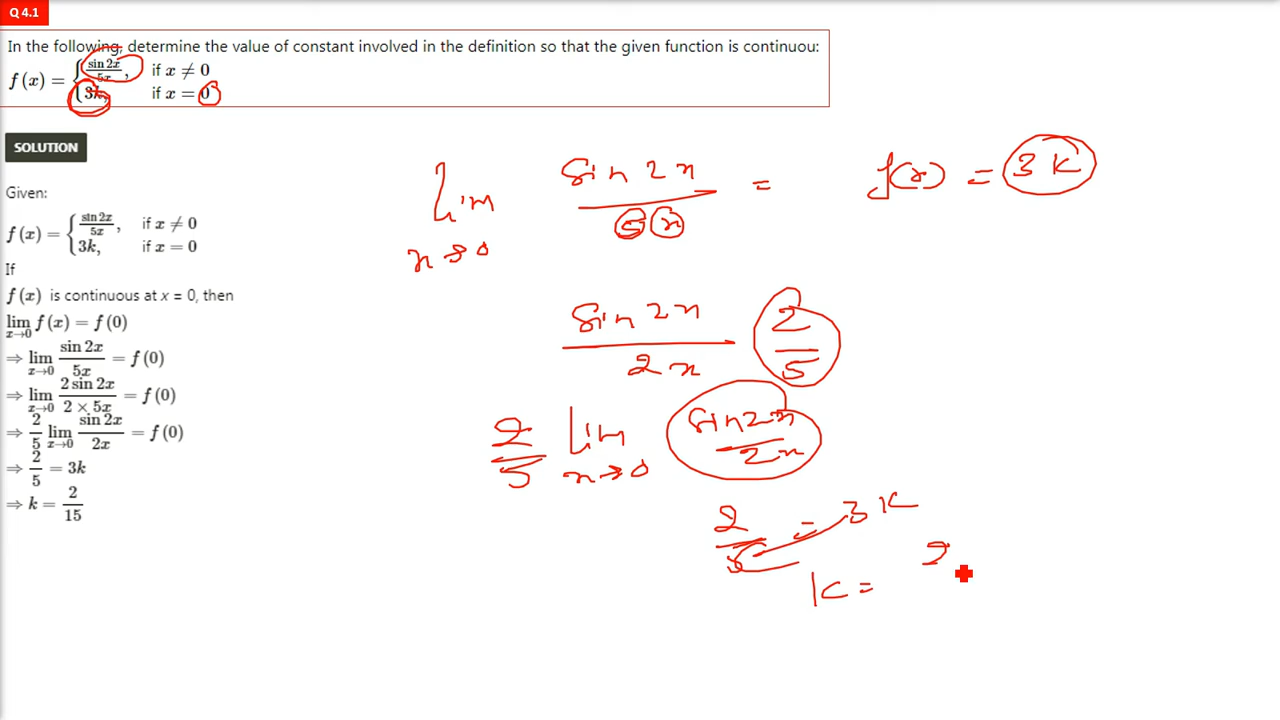 Q 4.1
In the following, determine the value of constant involved in the definition so that the given function is continuou:
f(x) = { sin 2x / 5x, if x ≠ 0
3k, if x = 0
SOLUTION
Given:
f(x) = { sin 2x / 5x, if x ≠ 0
3k, if x = 0
If
f(x) is continuous at x = 0, then
lim x→0 f(x) = f(0)
⇒ lim x→0 sin 2x / 5x = f(0)
⇒ lim x→0 2 sin 2x / 2 × 5x = f(0)
⇒ 2/5 lim x→0 sin 2x / 2x = f(0)
⇒ 2/5 = 3k
⇒ k = 2/15
lim x→0 sin 2x / 5x = f(x) = 3k
sin 2x / 2x 2/5
2/5 lim x→0 sin 2x / 2x
2/5 = 3k
k = 2